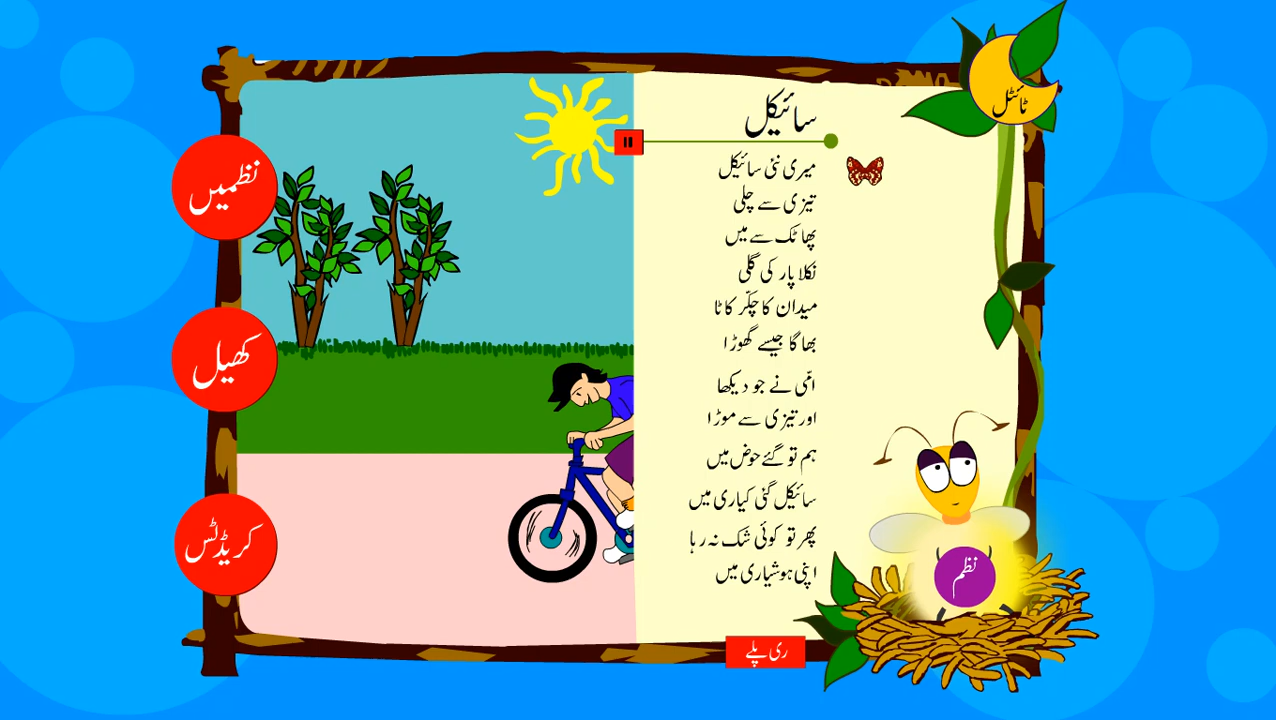 ٹائٹل
سائیکل
میری نئی سائیکل
تیزی سے چلی
پھاٹک سے میں
نکلا پار کی گلی
میدان کا چکّر کاٹا
بھاگا جیسے گھوڑا
امّی نے جو دیکھا
اور تیزی سے موڑا
ہم تو گئے حوض میں
سائیکل گئی کیاری میں
پھر تو کوئی شک نہ رہا
اپنی ہوشیاری میں
نظمیں
کھیل
کریڈٹس
نظم
ری پلے